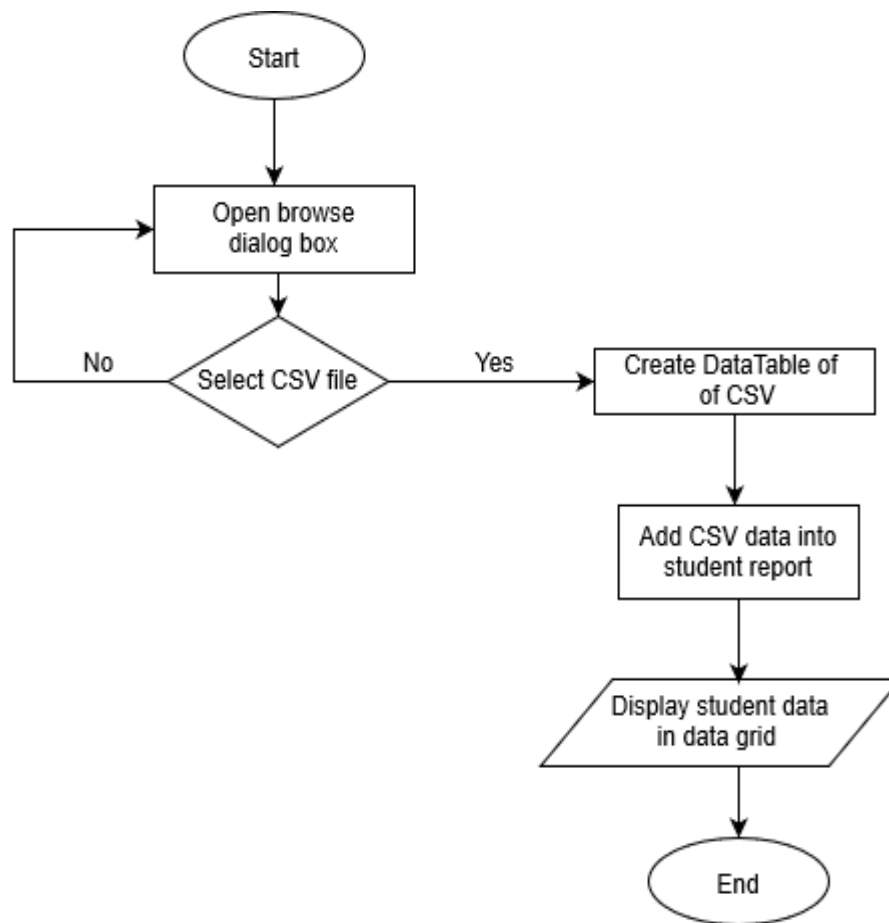 Start
Open browse
dialog box
Select CSV file
No
Yes
Create DataTable of
of CSV
Add CSV data into
student report
Display student data
in data grid
End